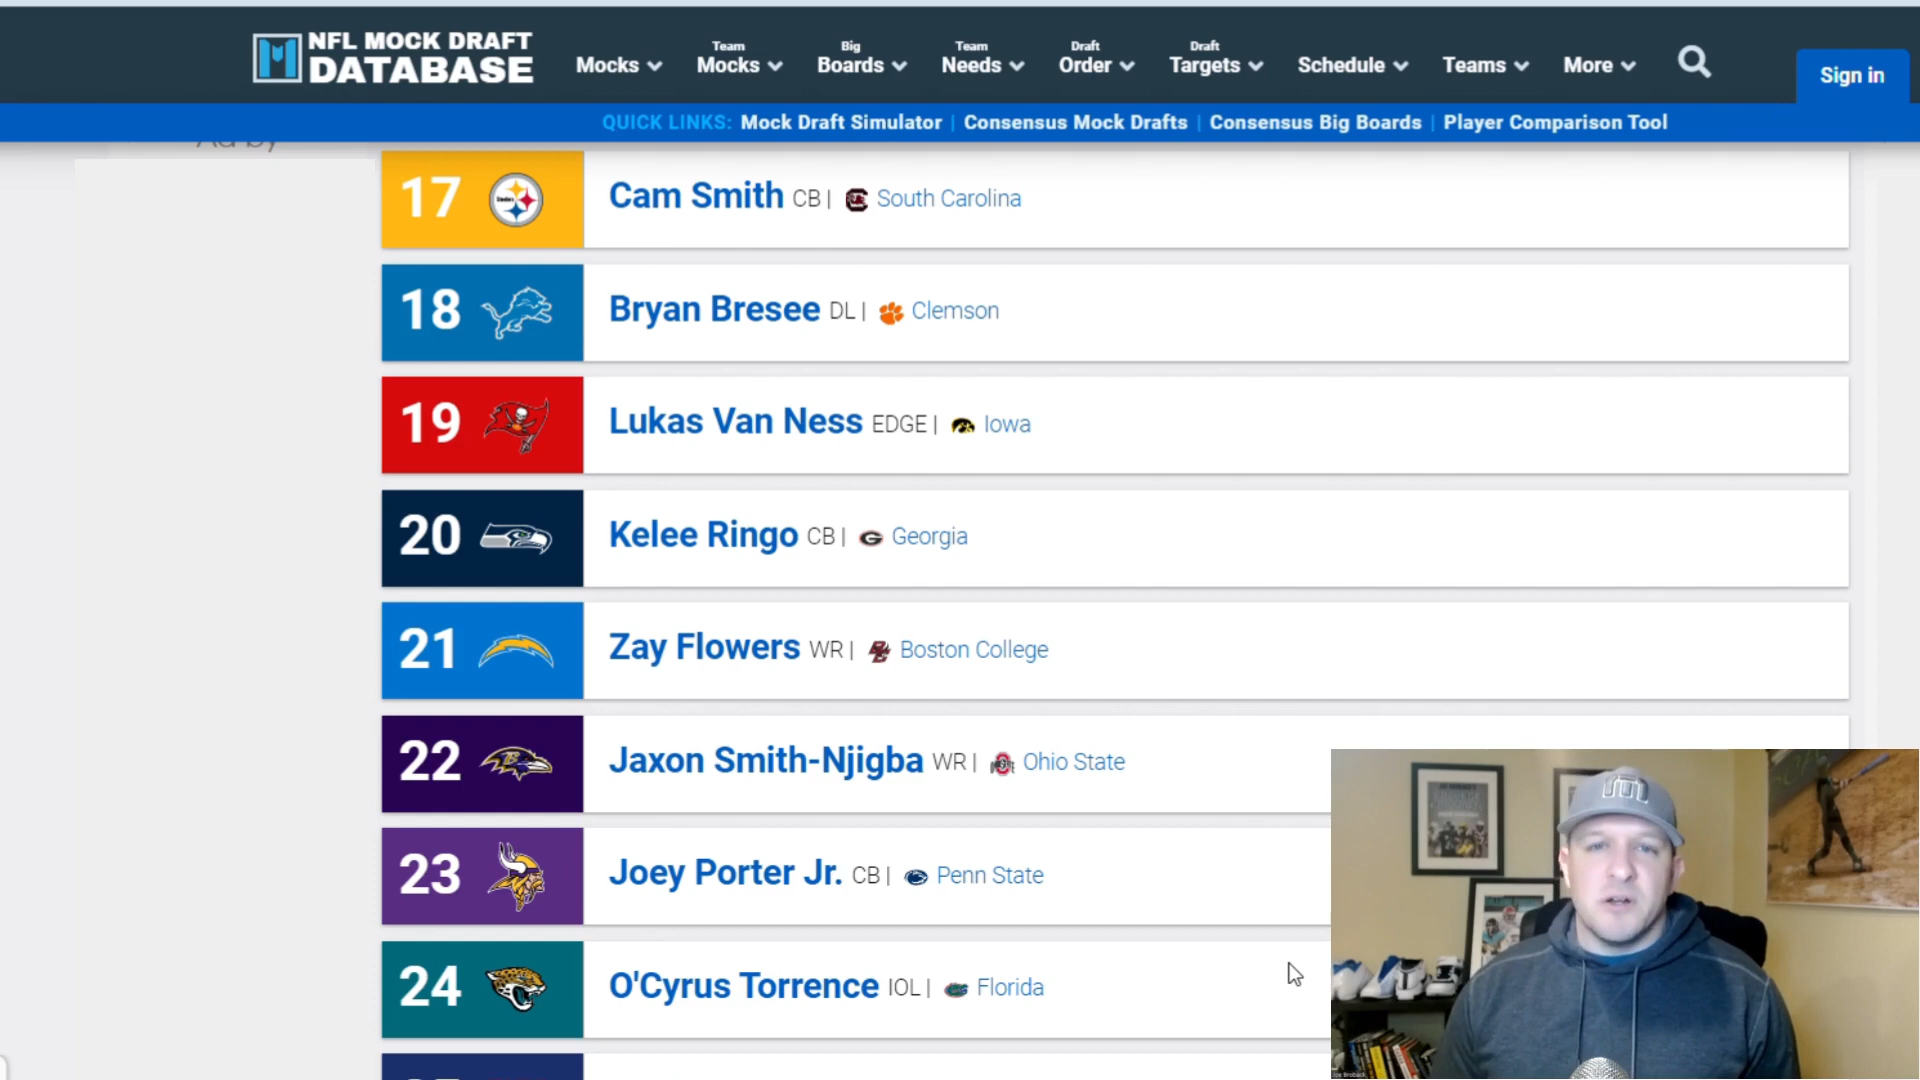 NFL MOCK DRAFT
DATABASE
Mocks
Team
Mocks
Big
Boards
Team
Needs
Draft
Order
Draft
Targets
Schedule
Teams
More
Sign in
QUICK LINKS: Mock Draft Simulator | Consensus Mock Drafts | Consensus Big Boards | Player Comparison Tool
Ad by
17 Cam Smith CB | South Carolina
18 Bryan Bresee DL | Clemson
19 Lukas Van Ness EDGE | Iowa
20 Kelee Ringo CB | Georgia
21 Zay Flowers WR | Boston College
22 Jaxon Smith-Njigba WR | Ohio State
23 Joey Porter Jr. CB | Penn State
24 O'Cyrus Torrence IOL | Florida
Joe Broback